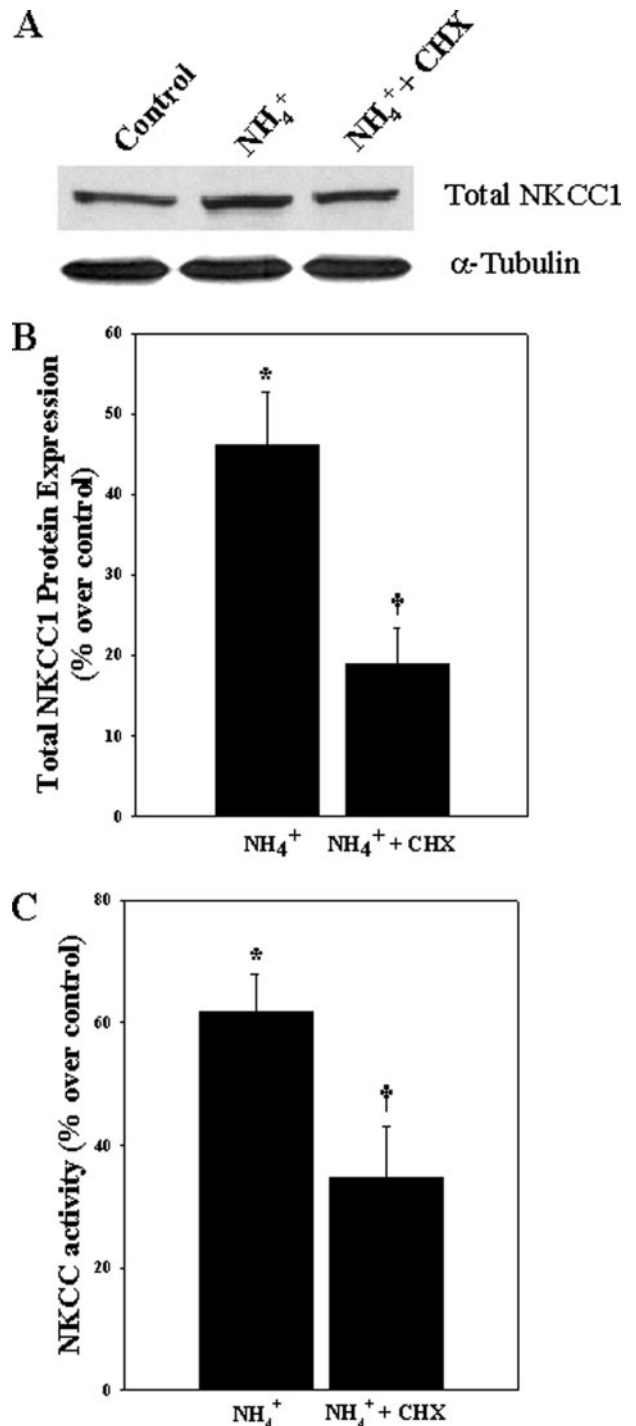 A
Control NH₄⁺ NH₄⁺ + CHX
Total NKCC1
α-Tubulin
B
Total NKCC1 Protein Expression
(% over control)
60
50
40
30
20
10
0
*
‡
NH₄⁺ NH₄⁺ + CHX
C
NKCC activity (% over control)
80
60
40
20
0
*
‡
NH₄⁺ NH₄⁺ + CHX